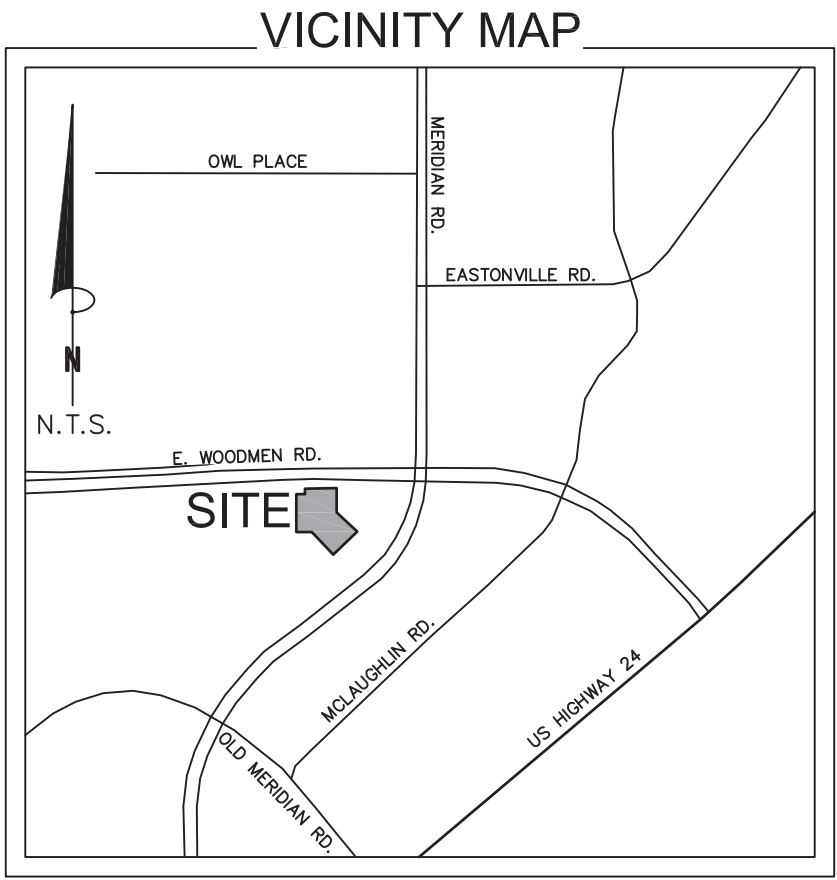 VICINITY MAP
OWL PLACE
MERIDIAN RD.
EASTONVILLE RD.
N
N.T.S.
E. WOODMEN RD.
SITE
MCLAUGHLIN RD.
US HIGHWAY 24
OLD MERIDIAN RD.